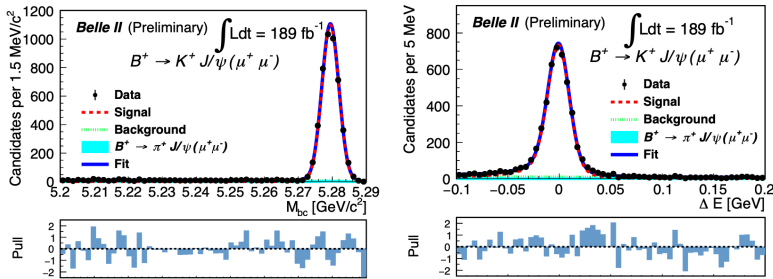 Candidates per 1.5 MeV/c²
1200
1000
800
600
400
200
0
Belle II (Preliminary) ∫Ldt = 189 fb⁻¹
B⁺ → K⁺ J/ψ (μ⁺ μ⁻)
Data
Signal
Background
B⁺ → π⁺ J/ψ (μ⁺μ⁻)
Fit
5.2 5.21 5.22 5.23 5.24 5.25 5.26 5.27 5.28 5.29
M_bc [GeV/c²]
Pull
2
1
0
−1
−2
Candidates per 5 MeV
800
600
400
200
0
Belle II (Preliminary) ∫Ldt = 189 fb⁻¹
B⁺ → K⁺ J/ψ (μ⁺ μ⁻)
Data
Signal
Background
B⁺ → π⁺ J/ψ (μ⁺μ⁻)
Fit
−0.1 −0.05 0 0.05 0.1 0.15 0.2
Δ E [GeV]
Pull
2
1
0
−1
−2